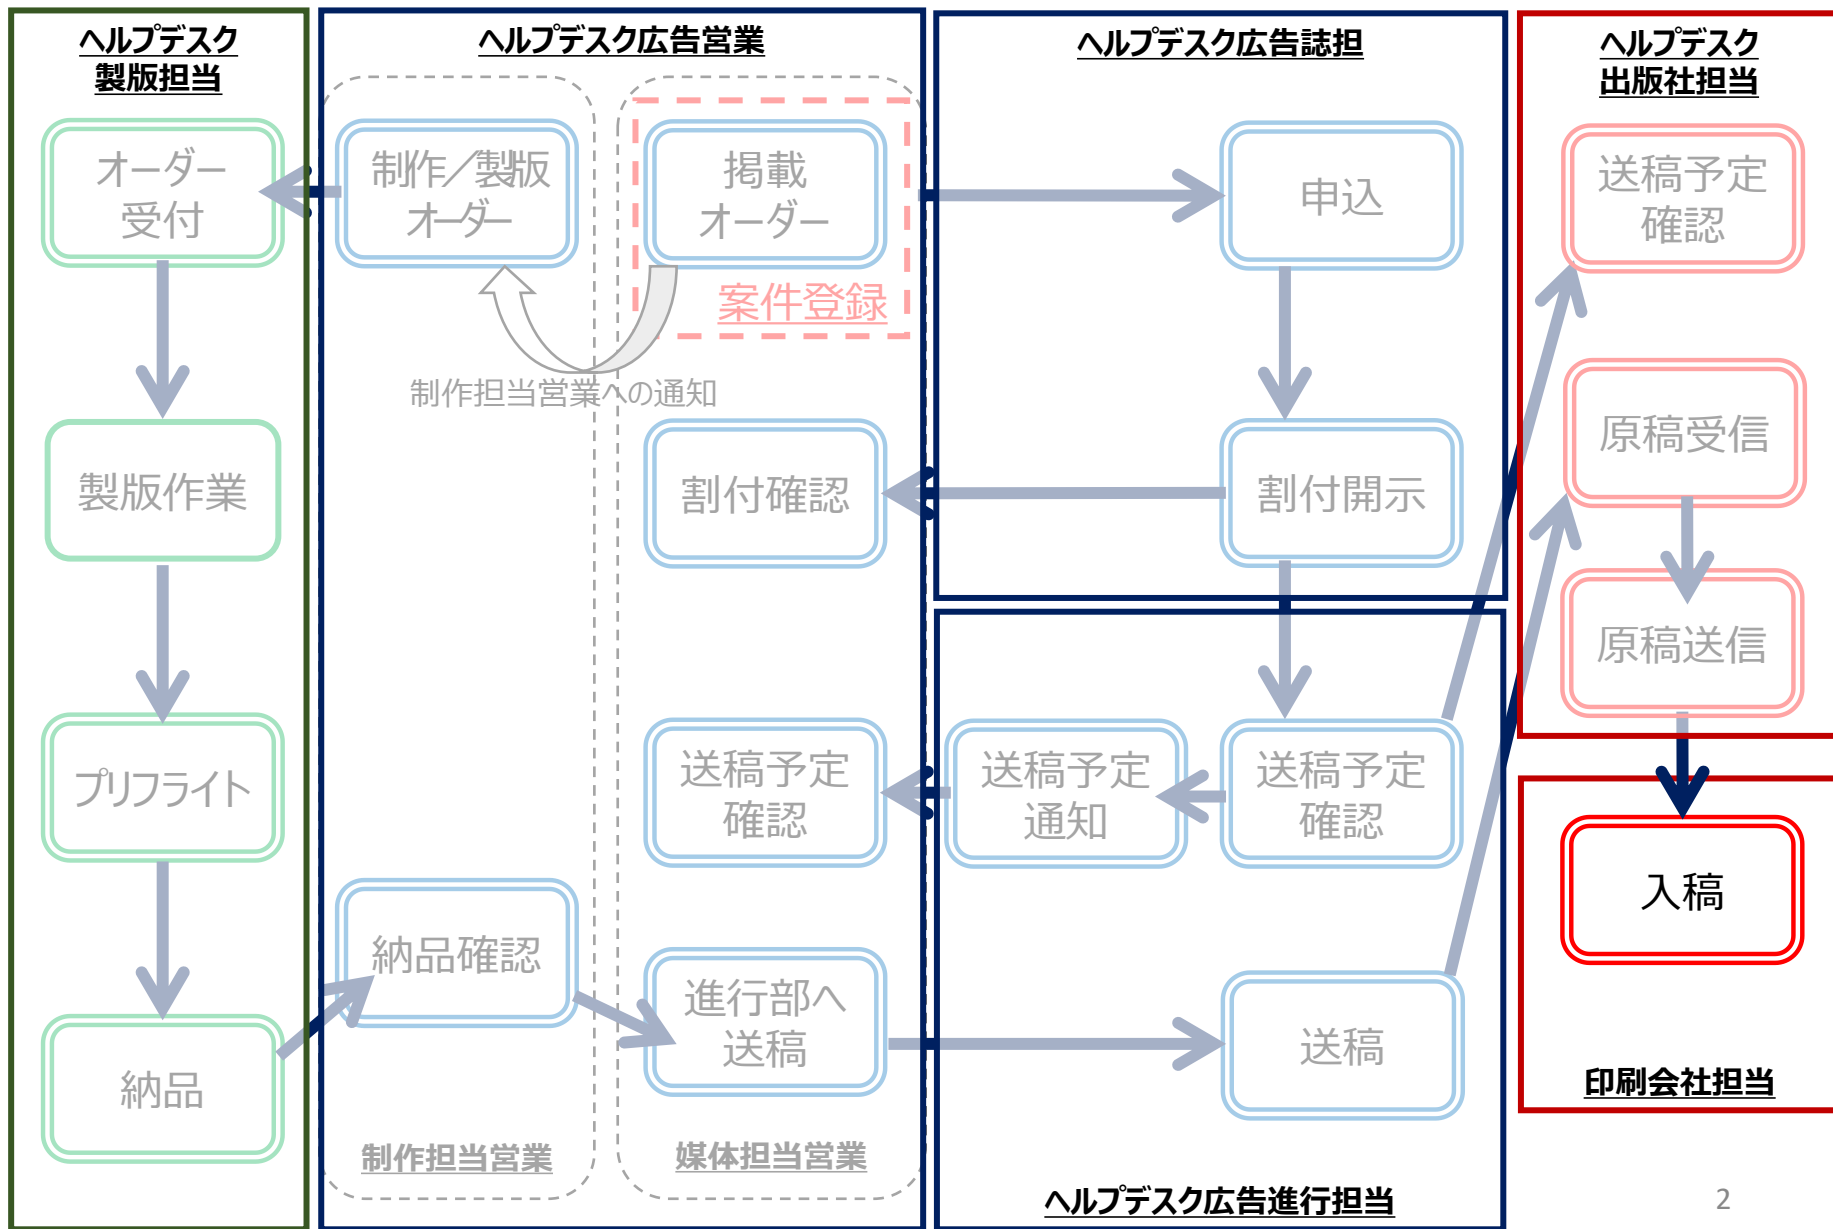 ヘルプデスク
製版担当
オーダー
受付
製版作業
プリフライト
納品
ヘルプデスク広告営業
制作／製版
オーダー
掲載
オーダー
案件登録
制作担当営業への通知
割付確認
送稿予定
確認
納品確認
進行部へ
送稿
制作担当営業
媒体担当営業
ヘルプデスク広告誌担
申込
割付開示
送稿予定
通知
送稿予定
確認
送稿
ヘルプデスク広告進行担当
ヘルプデスク
出版社担当
送稿予定
確認
原稿受信
原稿送信
入稿
印刷会社担当
2